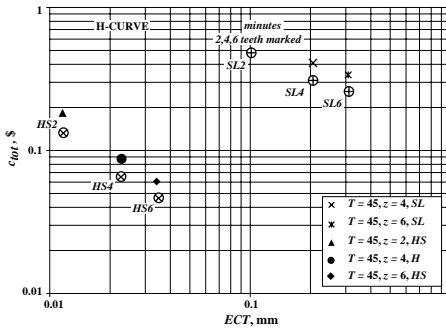 1
H-CURVE
minutes
2,4,6 teeth marked
SL2
SL4
SL6
HS2
HS4
HS6
0.1
0.01
c_tot, $
T = 45, z = 4, SL
T = 45, z = 6, SL
T = 45, z = 2, HS
T = 45, z = 4, H
T = 45, z = 6, HS
0.01
0.1
1
ECT, mm